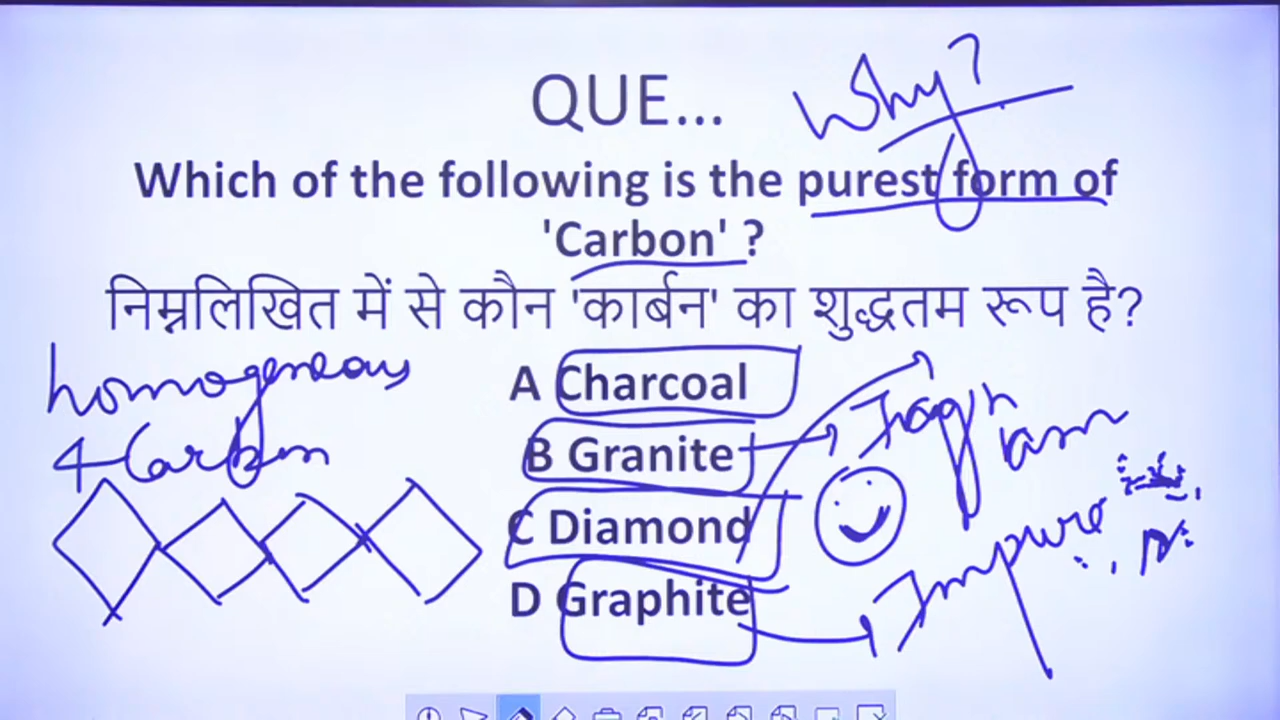 QUE...
Why?
Which of the following is the purest form of
'Carbon' ?
निम्नलिखित में से कौन 'कार्बन' का शुद्धतम रूप है?
homogeneous
4 Carbon
A Charcoal
B Granite
C Diamond
D Graphite
Impure